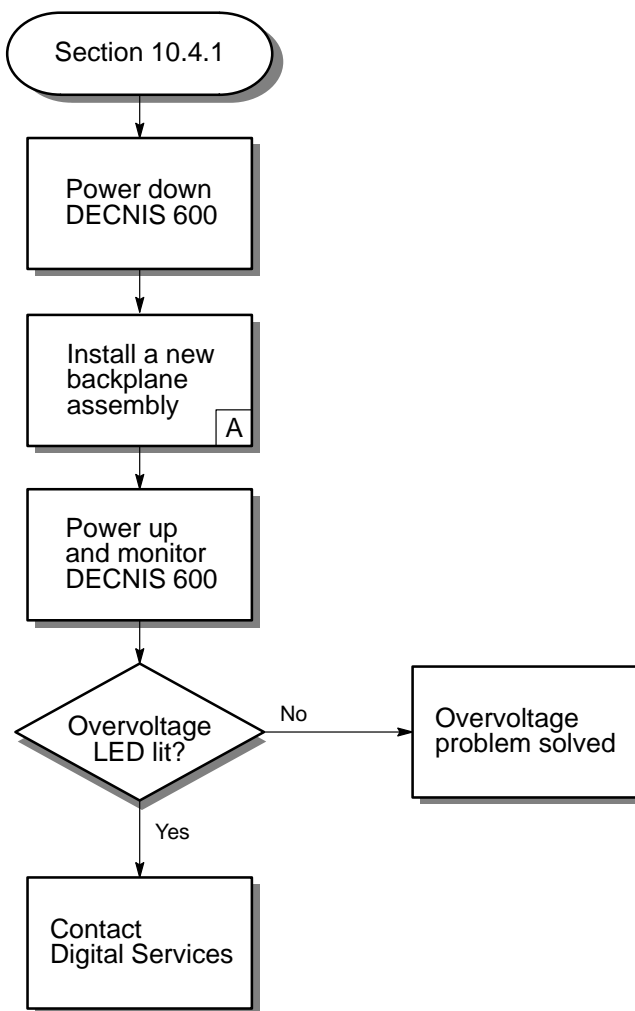 Section 10.4.1
Power down
DECNIS 600
Install a new
backplane
assembly
A
Power up
and monitor
DECNIS 600
Overvoltage
LED lit?
No
Overvoltage
problem solved
Yes
Contact
Digital Services